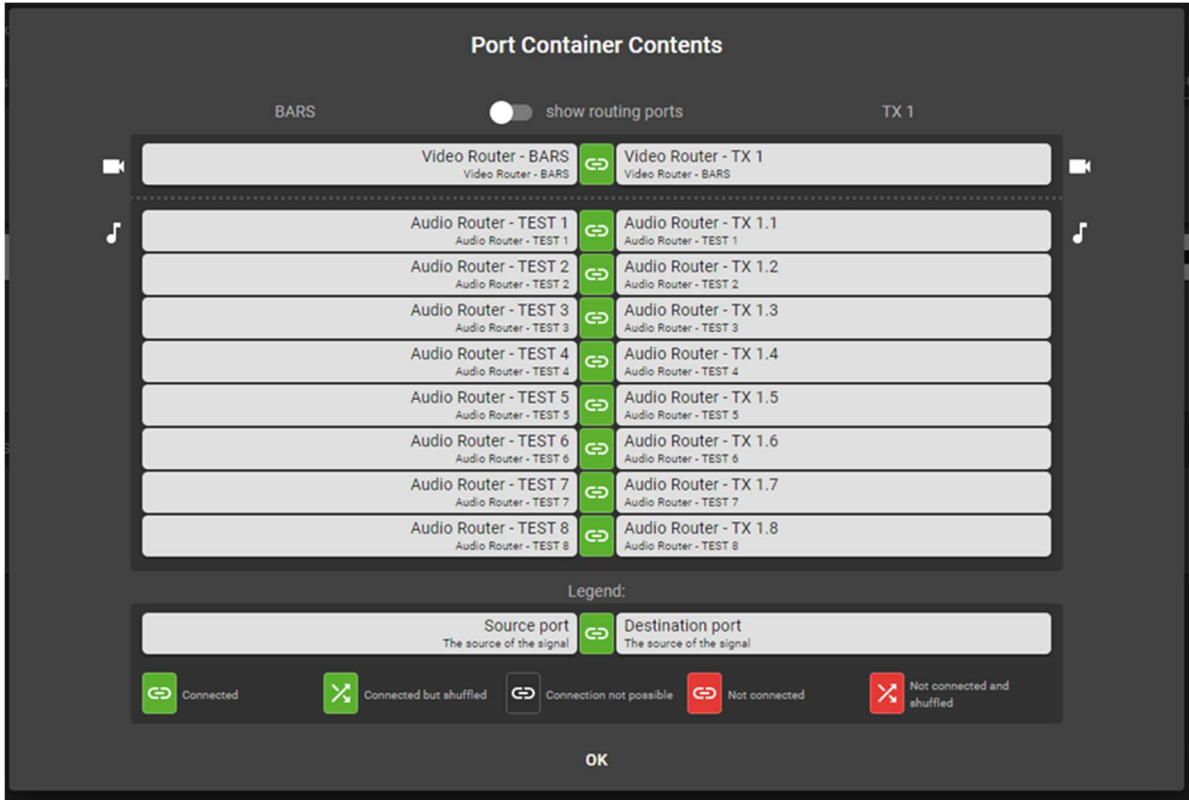 Port Container Contents
BARS show routing ports TX 1
Video Router - BARS Video Router - TX 1
Video Router - BARS Video Router - BARS
Audio Router - TEST 1 Audio Router - TX 1.1
Audio Router - TEST 1 Audio Router - TEST 1
Audio Router - TEST 2 Audio Router - TX 1.2
Audio Router - TEST 2 Audio Router - TEST 2
Audio Router - TEST 3 Audio Router - TX 1.3
Audio Router - TEST 3 Audio Router - TEST 3
Audio Router - TEST 4 Audio Router - TX 1.4
Audio Router - TEST 4 Audio Router - TEST 4
Audio Router - TEST 5 Audio Router - TX 1.5
Audio Router - TEST 5 Audio Router - TEST 5
Audio Router - TEST 6 Audio Router - TX 1.6
Audio Router - TEST 6 Audio Router - TEST 6
Audio Router - TEST 7 Audio Router - TX 1.7
Audio Router - TEST 7 Audio Router - TEST 7
Audio Router - TEST 8 Audio Router - TX 1.8
Audio Router - TEST 8 Audio Router - TEST 8
Legend:
Source port Destination port
The source of the signal The source of the signal
Connected Connected but shuffled Connection not possible Not connected Not connected and
shuffled
OK